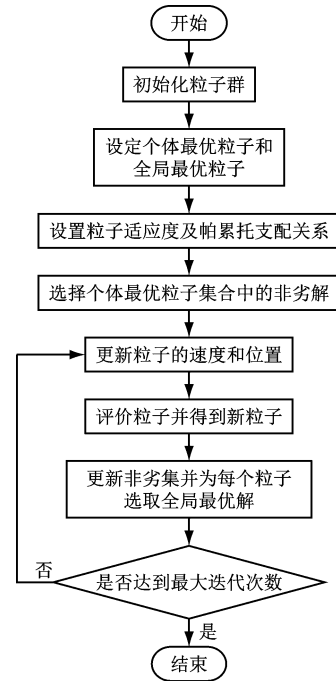 开始
初始化粒子群
设定个体最优粒子和
全局最优粒子
设置粒子适应度及帕累托支配关系
选择个体最优粒子集合中的非劣解
更新粒子的速度和位置
评价粒子并得到新粒子
更新非劣集并为每个粒子
选取全局最优解
否
是否达到最大迭代次数
是
结束